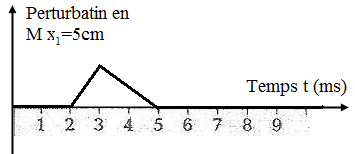 Perturbatin en
M x₁=5cm
Temps t (ms)
1 2 3 4 5 6 7 8 9